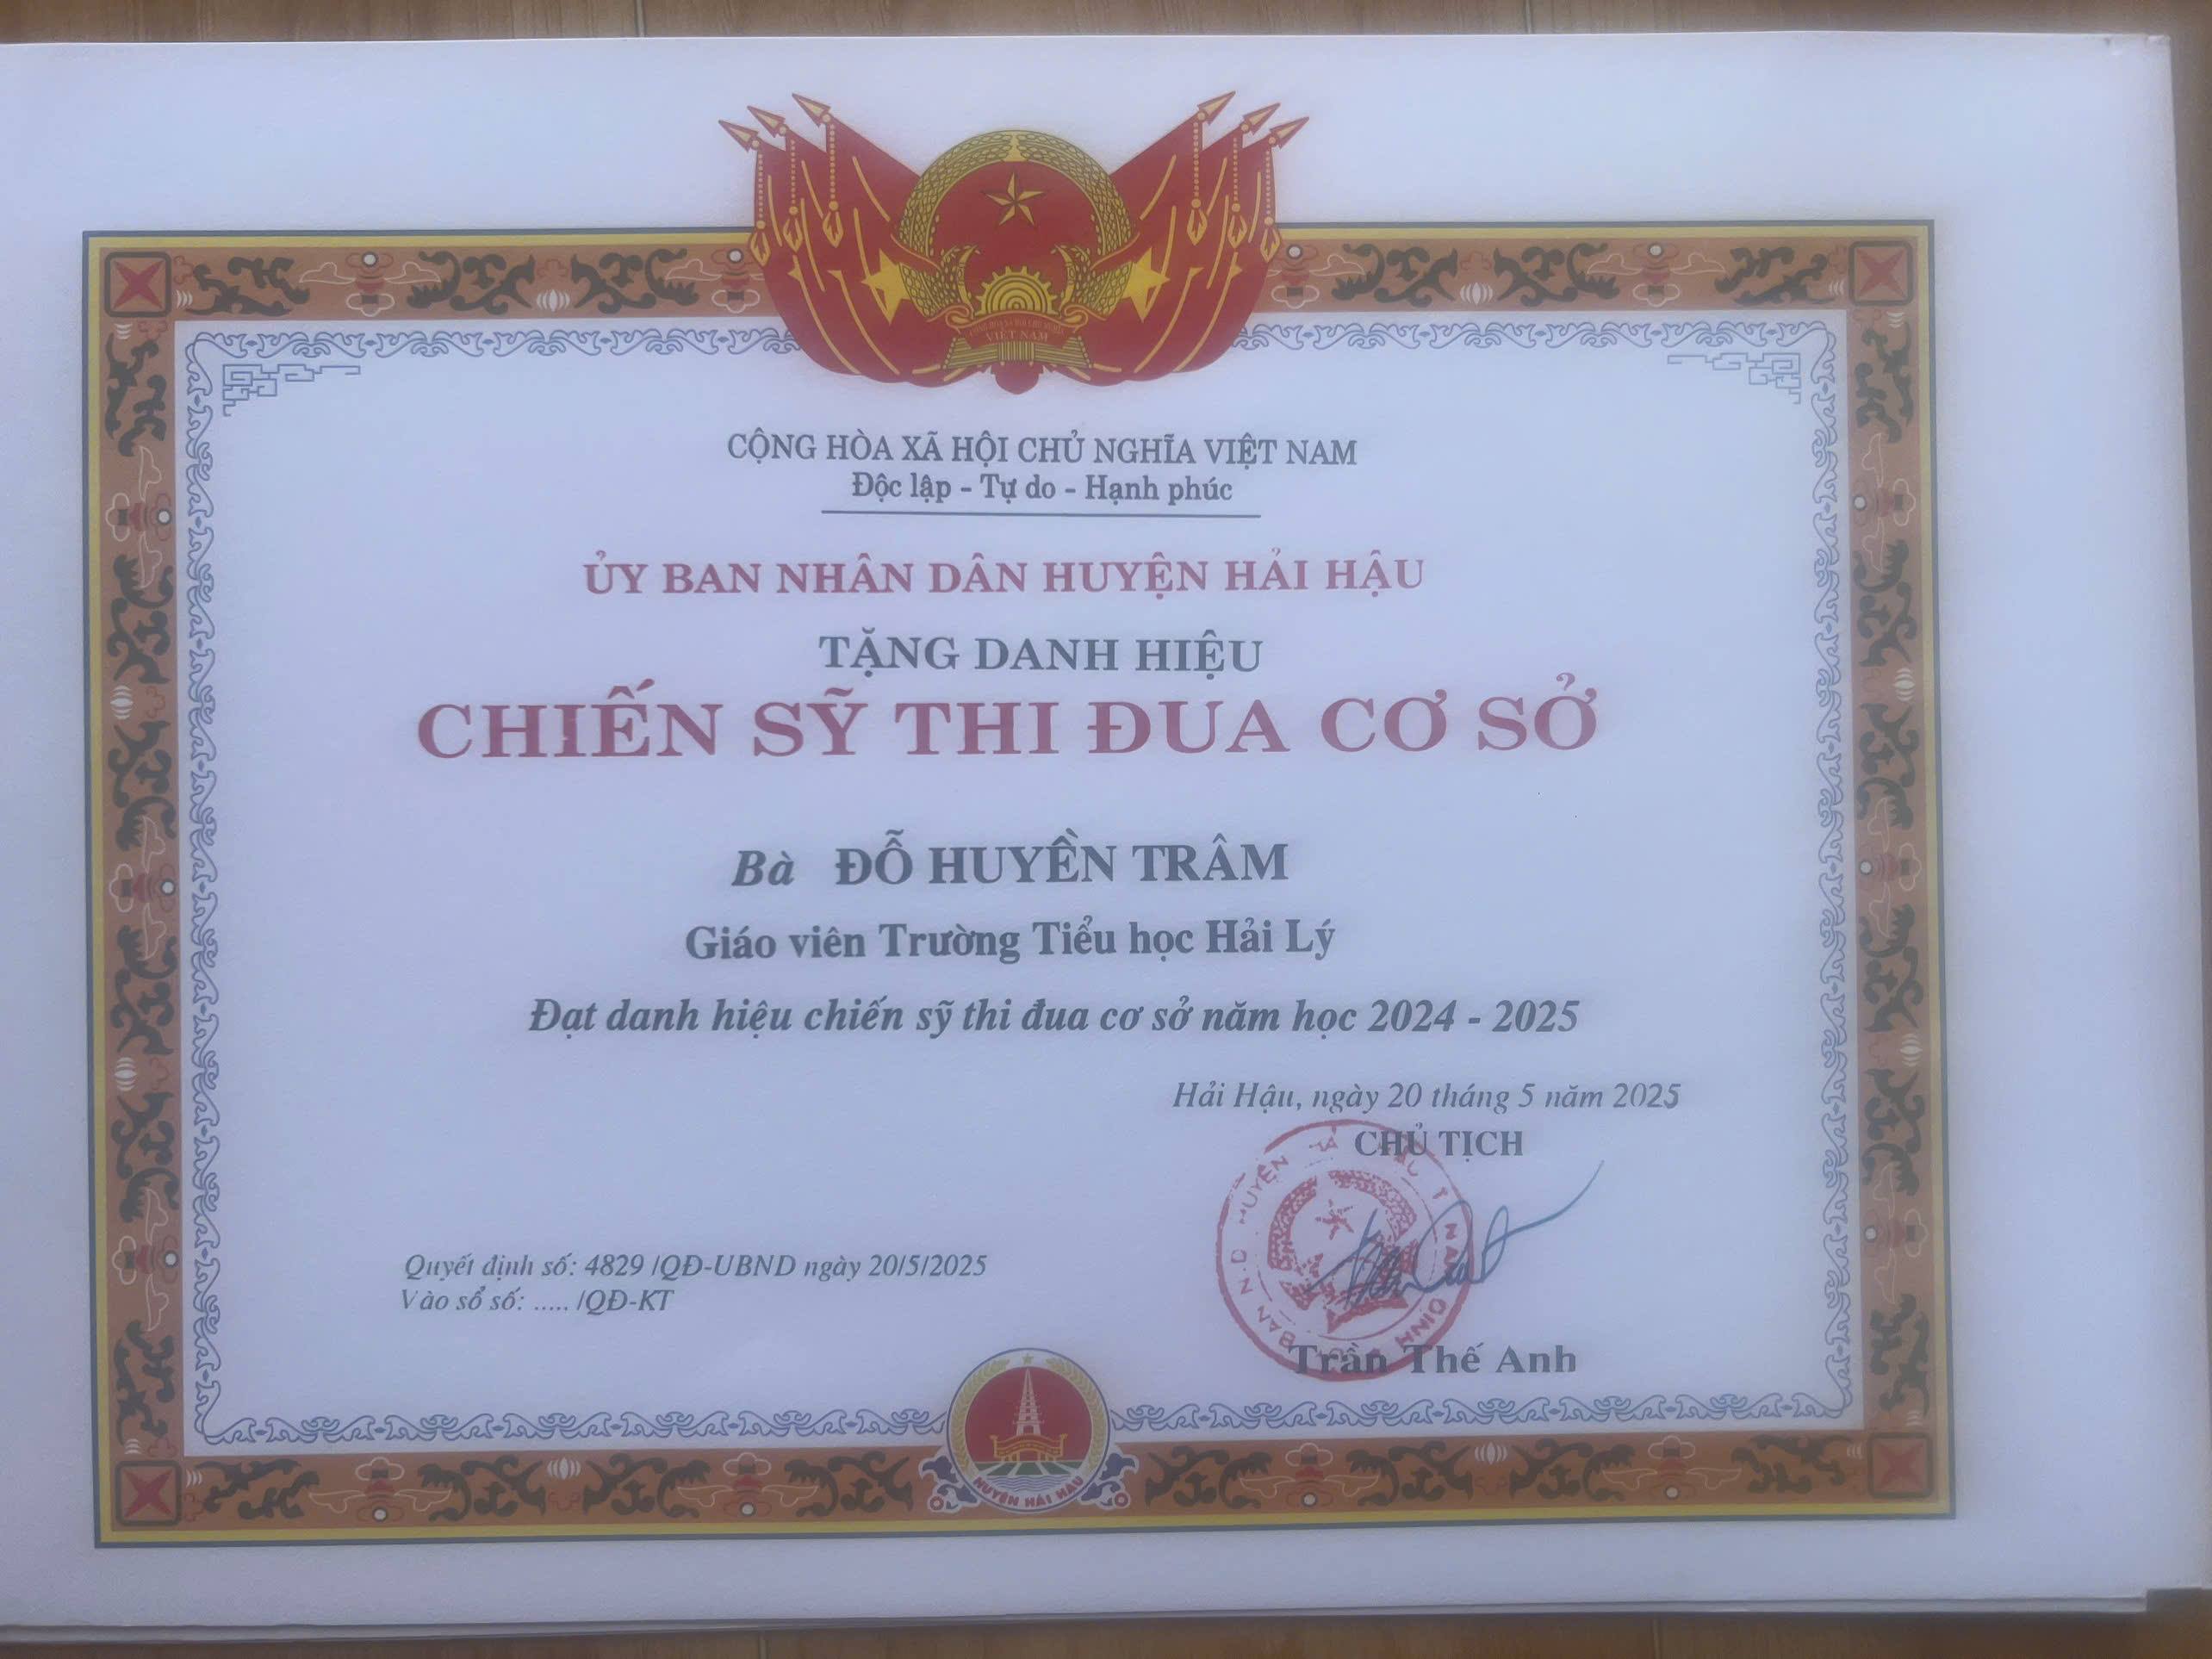 CỘNG HÒA XÃ HỘI CHỦ NGHĨA VIỆT NAM
Độc lập - Tự do - Hạnh phúc
ỦY BAN NHÂN DÂN HUYỆN HẢI HẬU
TẶNG DANH HIỆU
CHIẾN SỸ THI ĐUA CƠ SỞ
Bà ĐỖ HUYỀN TRÂM
Giáo viên Trường Tiểu học Hải Lý
Đạt danh hiệu chiến sỹ thi đua cơ sở năm học 2024 - 2025
Hải Hậu, ngày 20 tháng 5 năm 2025
CHỦ TỊCH
Quyết định số: 4829 /QĐ-UBND ngày 20/5/2025
Vào sổ số: ..... /QĐ-KT
Trần Thế Anh
HUYỆN HẢI HẬU